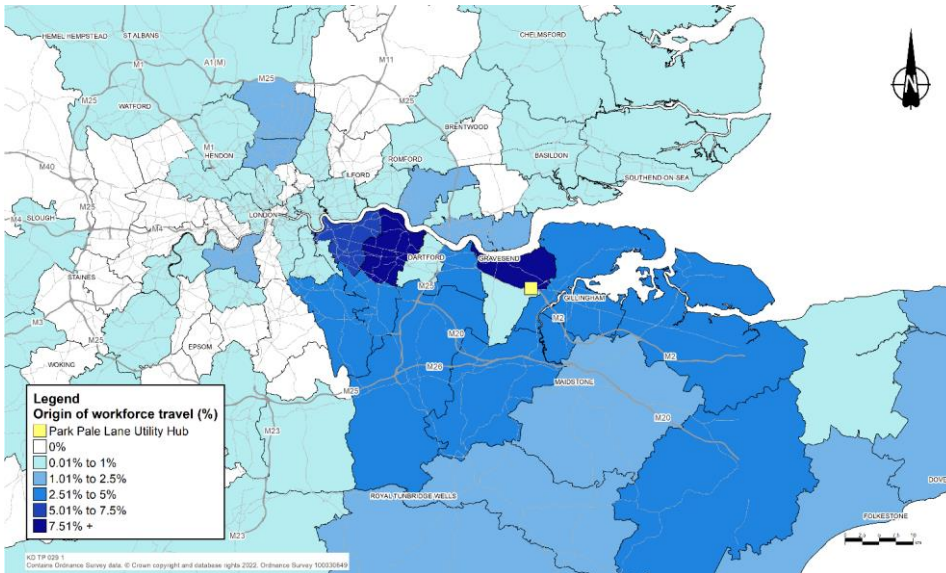 HEMEL HEMPSTEAD
ST ALBANS
CHELMSFORD
M1
A1(M)
M25
M11
M25
WATFORD
M25
BRENTWOOD
M1
HENDON
ROMFORD
BASILDON
M40
ILFORD
SOUTHEND-ON-SEA
M25
LONDON
SLOUGH
M4
M4
DARTFORD
GRAVESEND
STAINES
M25
GILLINGHAM
M3
M2
M20
M2
EPSOM
M25
M26
WOKING
M25
MAIDSTONE
M20
M23
ROYAL TUNBRIDGE WELLS
M23
FOLKESTONE
N
Legend
Origin of workforce travel (%)
Park Pale Lane Utility Hub
0%
0.01% to 1%
1.01% to 2.5%
2.51% to 5%
5.01% to 7.5%
7.51% +
Contains Ordnance Survey data. © Crown copyright and database rights 2022. Ordnance Survey 100030649